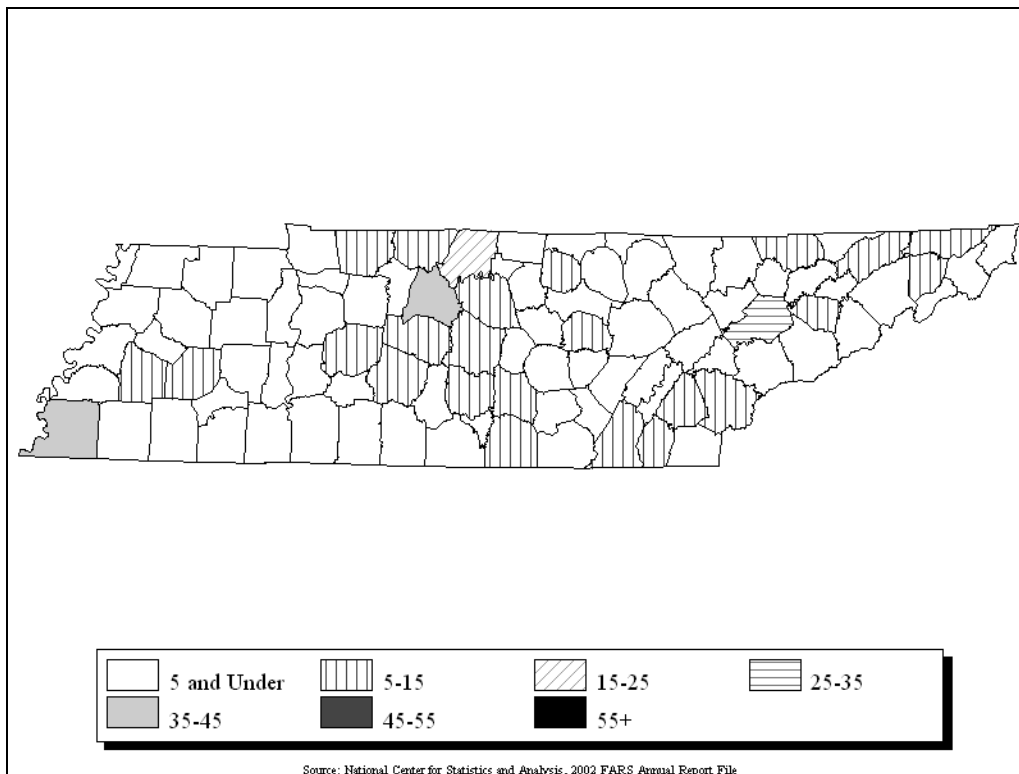 5 and Under 5-15 15-25 25-35
35-45 45-55 55+
Source: National Center for Statistics and Analysis, 2002 FARS Annual Report File